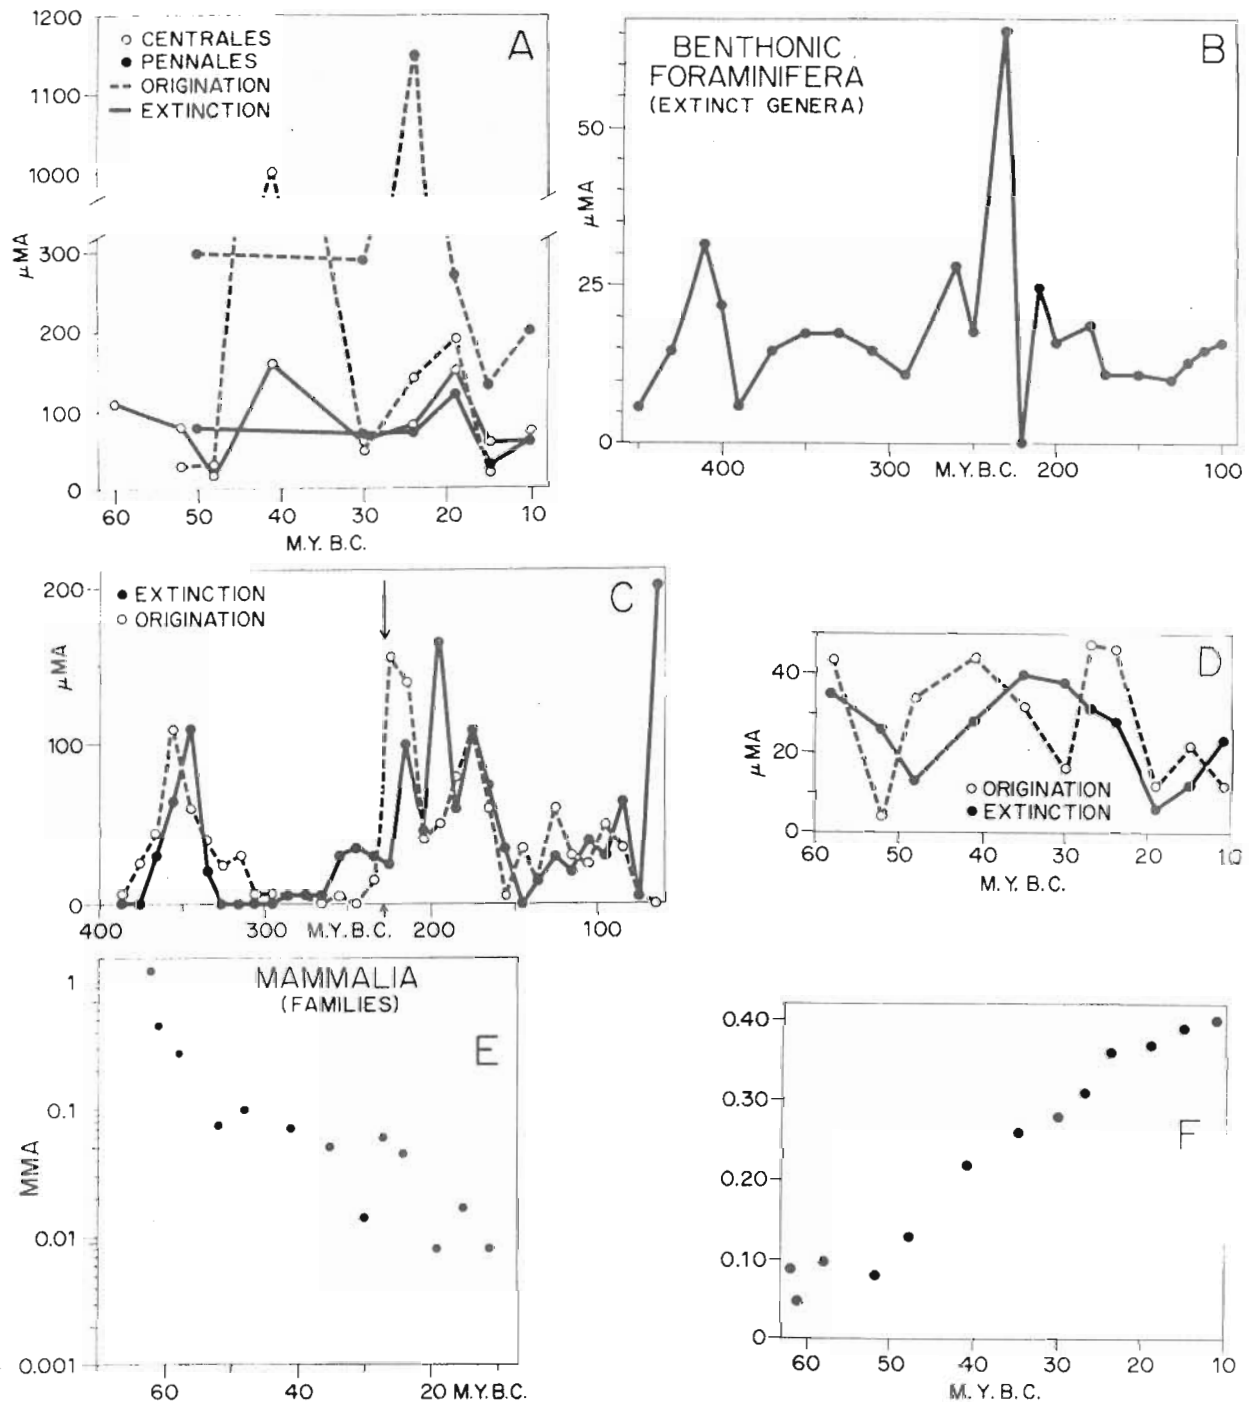 A
CENTRALES
PENNALES
ORIGINATION
EXTINCTION
1200
1100
1000
300
200
100
0
μMA
60 50 40 30 20 10
M.Y. B.C.
B
BENTHONIC
FORAMINIFERA
(EXTINCT GENERA)
50
25
0
μMA
400 300 M.Y.B.C. 200 100
C
EXTINCTION
ORIGINATION
200
100
0
μMA
400 300 M.Y.B.C. 200 100
D
40
20
0
μMA
ORIGINATION
EXTINCTION
60 50 40 30 20 10
M.Y. B.C.
MAMMALIA
(FAMILIES)
E
1
0.1
0.01
0.001
MMA
60 40 20 M.Y. B.C.
F
0.40
0.30
0.20
0.10
0
60 50 40 30 20 10
M.Y.B.C.